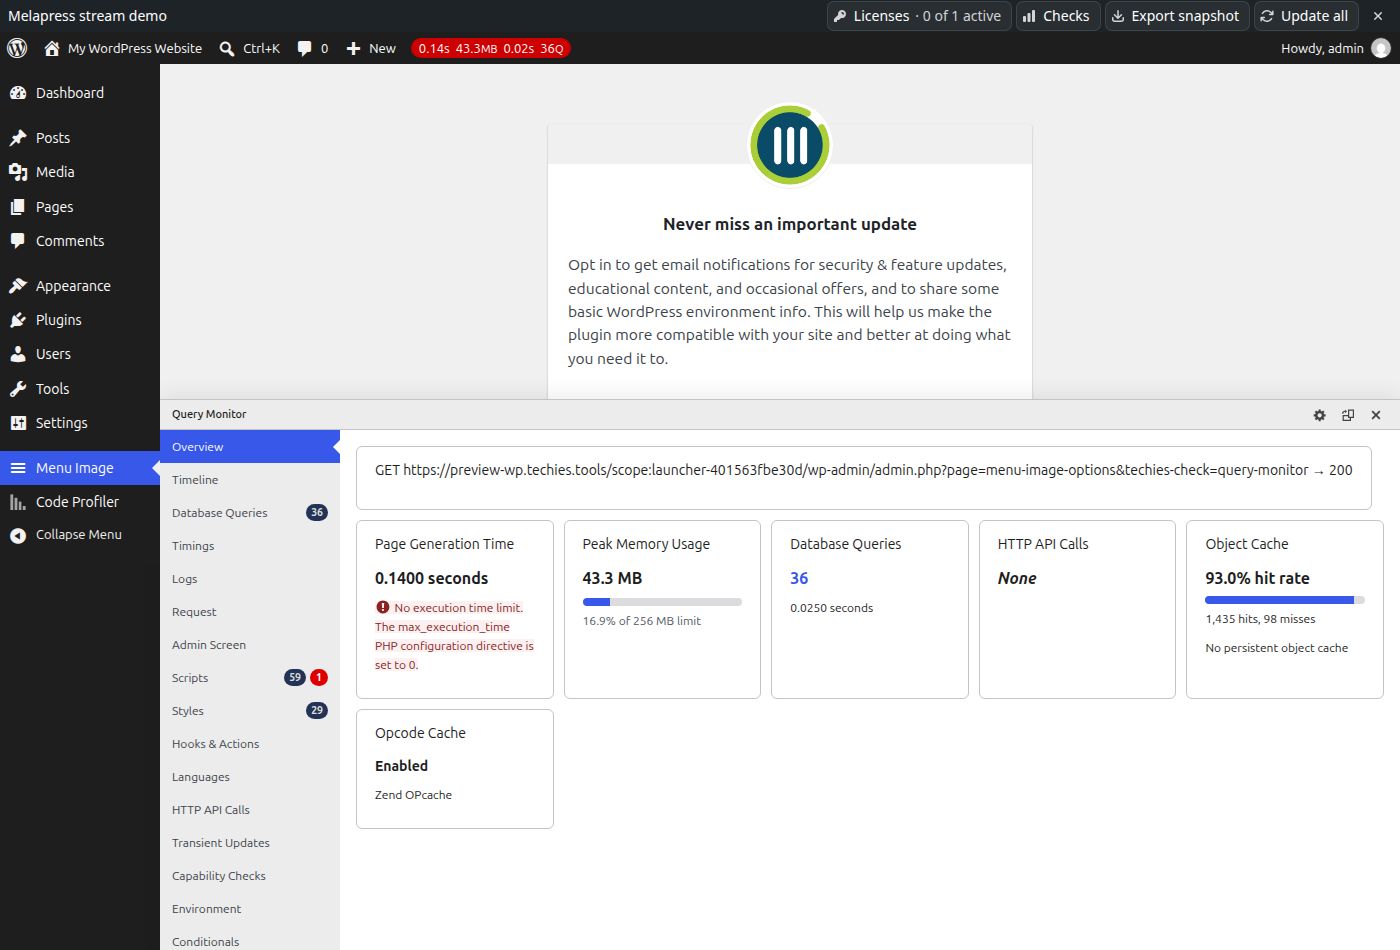 Melapress stream demo
Licenses · 0 of 1 active
Checks
Export snapshot
Update all
My WordPress Website
Ctrl+K
0
New
0.14s 43.3MB 0.02s 36Q
Howdy, admin
Dashboard
Posts
Media
Pages
Comments
Appearance
Plugins
Users
Tools
Settings
Menu Image
Code Profiler
Collapse Menu
Never miss an important update
Opt in to get email notifications for security & feature updates,
educational content, and occasional offers, and to share some
basic WordPress environment info. This will help us make the
plugin more compatible with your site and better at doing what
you need it to.
Query Monitor
Overview
Timeline
Database Queries 36
Timings
Logs
Request
Admin Screen
Scripts 59 1
Styles 29
Hooks & Actions
Languages
HTTP API Calls
Transient Updates
Capability Checks
Environment
Conditionals
GET https://preview-wp.techies.tools/scope:launcher-401563fbe30d/wp-admin/admin.php?page=menu-image-options&techies-check=query-monitor → 200
Page Generation Time
0.1400 seconds
No execution time limit.
The max_execution_time
PHP configuration directive is
set to 0.
Peak Memory Usage
43.3 MB
16.9% of 256 MB limit
Database Queries
36
0.0250 seconds
HTTP API Calls
None
Object Cache
93.0% hit rate
1,435 hits, 98 misses
No persistent object cache
Opcode Cache
Enabled
Zend OPcache